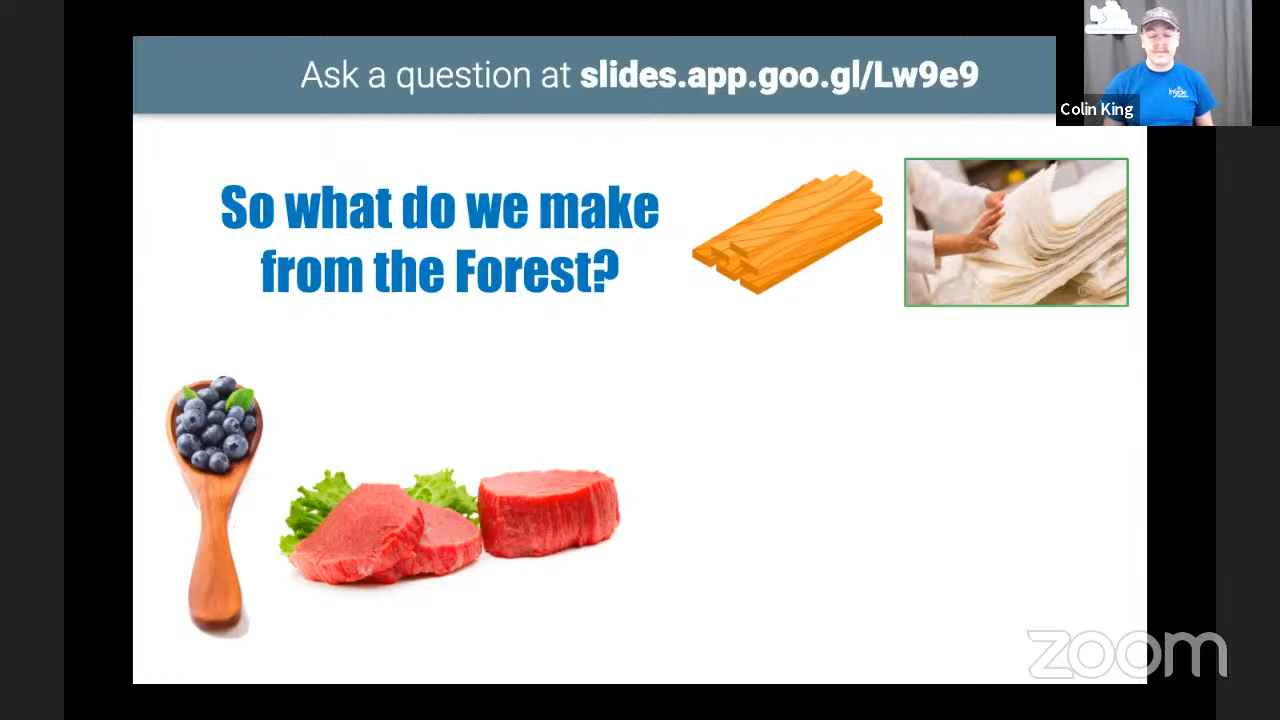 Ask a question at slides.app.goo.gl/Lw9e9
Colin King
So what do we make
from the Forest?
zoom